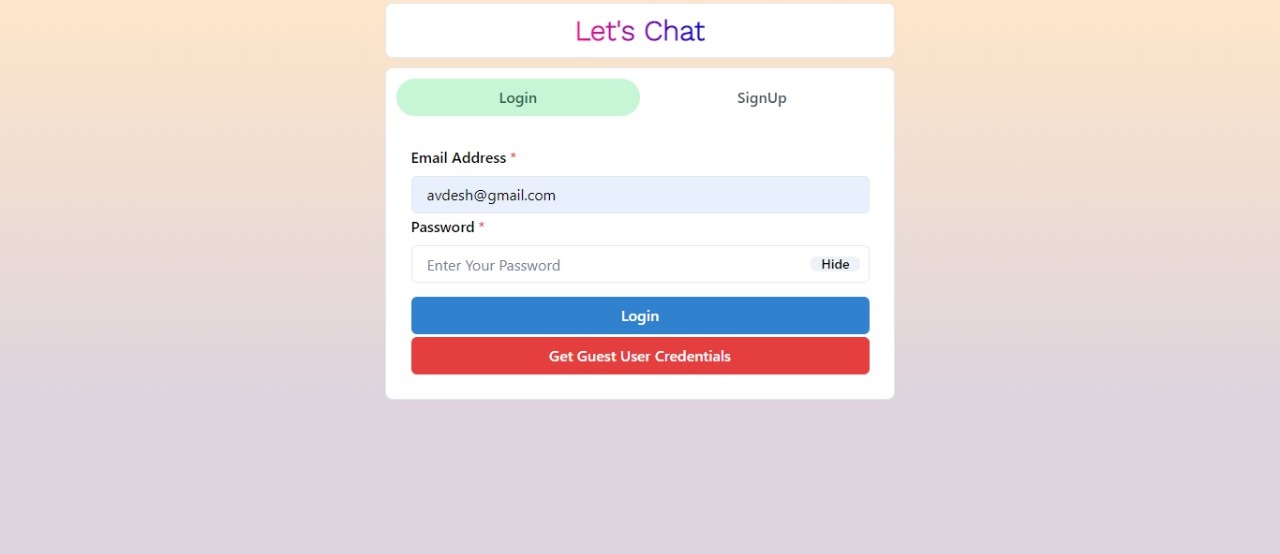 Let's Chat
Login SignUp
Email Address *
avdesh@gmail.com
Password *
Enter Your Password Hide
Login
Get Guest User Credentials